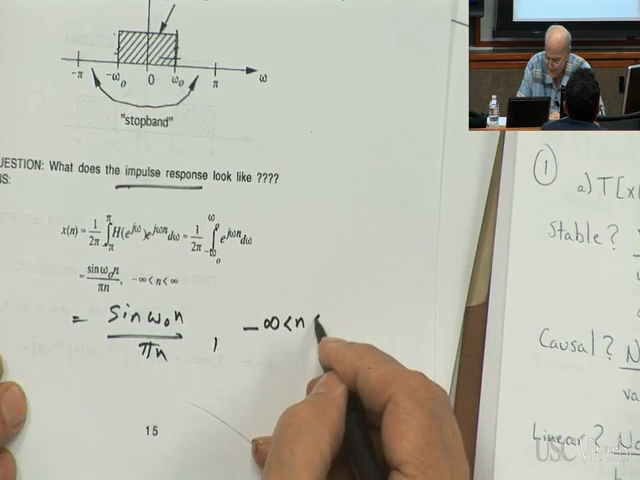 -π -ω₀ 0 ω₀ π ω
"stopband"
UESTION: What does the impulse response look like ????
NS:
x(n) = 1/2π ∫ H(e^jω)e^jωn dω = 1/2π ∫ e^jωn dω
= sin ω₀n / πn, -∞ < n < ∞
= sin ω₀n / πn , -∞ < n
15
1
a) T[x(
Stable?
Causal? N
va
Linear? No
USC Viterbi